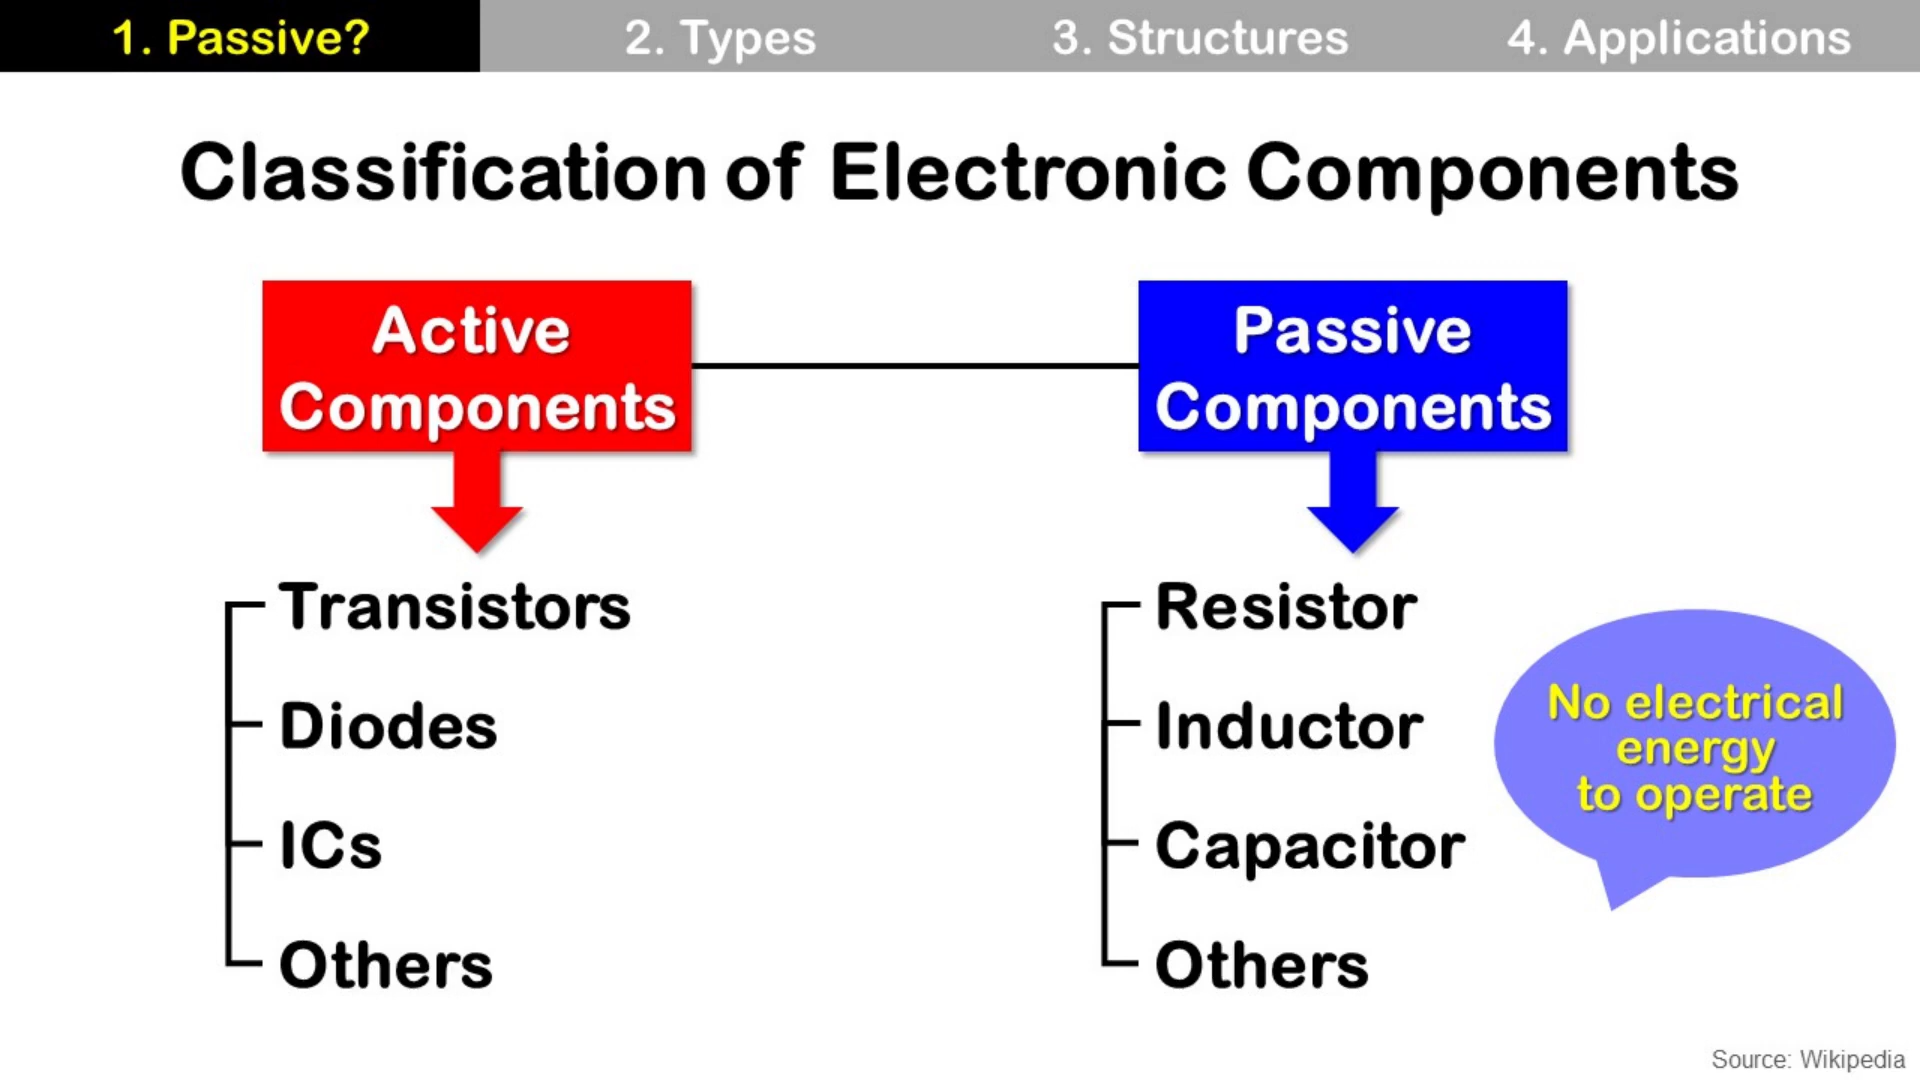 1. Passive?
2. Types
3. Structures
4. Applications
Classification of Electronic Components
Active
Components
Passive
Components
Transistors
Diodes
ICs
Others
Resistor
Inductor
Capacitor
Others
No electrical
energy
to operate
Source: Wikipedia